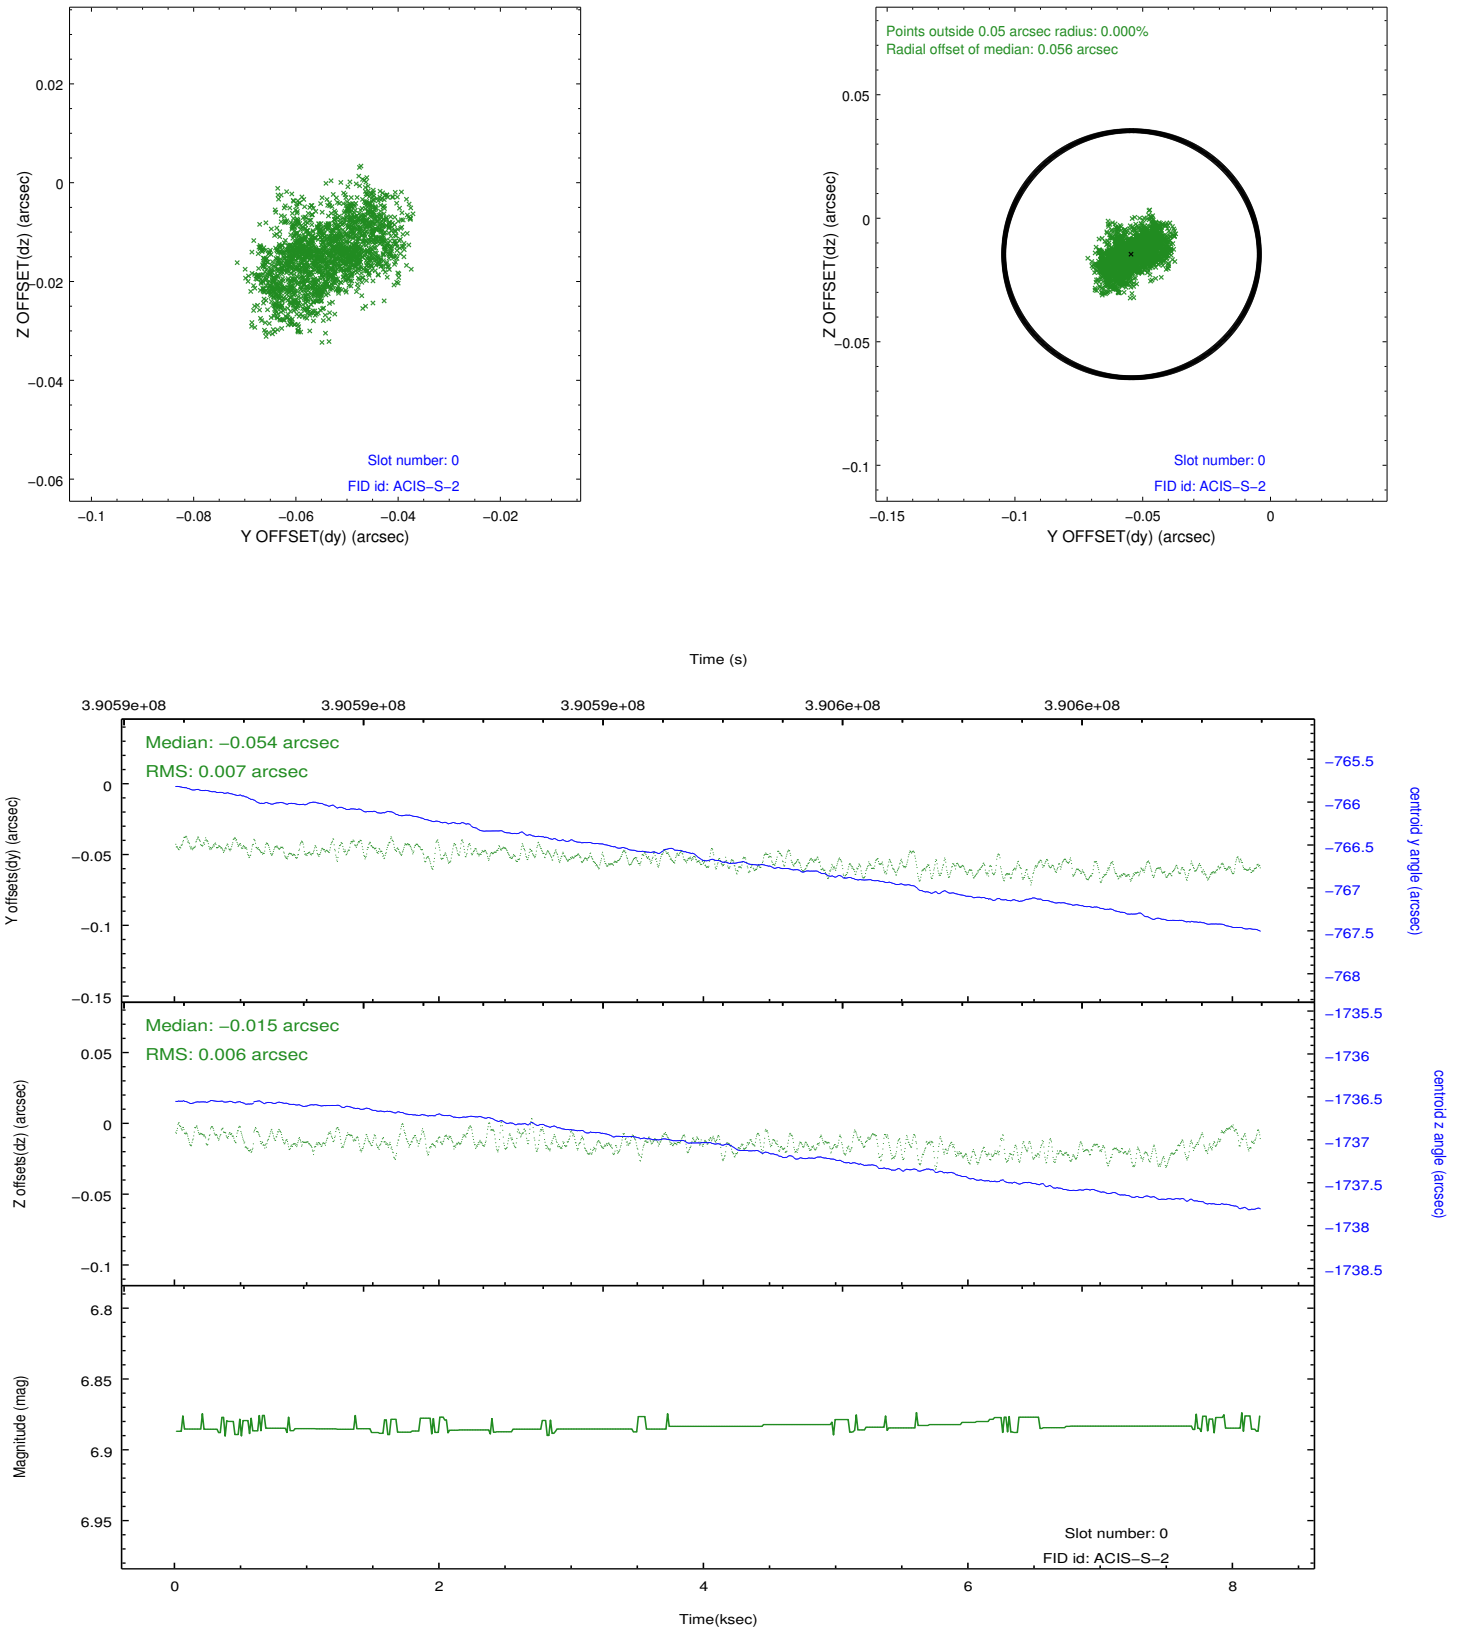 0.02
0
−0.02
−0.04
−0.06
Z OFFSET(dz) (arcsec)
Slot number: 0
FID id: ACIS−S−2
−0.1
−0.08
−0.06
−0.04
−0.02
Y OFFSET(dy) (arcsec)
Points outside 0.05 arcsec radius: 0.000%
Radial offset of median: 0.056 arcsec
0.05
0
−0.05
−0.1
Z OFFSET(dz) (arcsec)
Slot number: 0
FID id: ACIS−S−2
−0.15
−0.1
−0.05
0
Y OFFSET(dy) (arcsec)
Time (s)
3.9059e+08
3.9059e+08
3.9059e+08
3.906e+08
3.906e+08
Median: −0.054 arcsec
RMS: 0.007 arcsec
0
−0.05
−0.1
−0.15
Y offsets(dy) (arcsec)
−765.5
−766
−766.5
−767
−767.5
−768
centroid y angle (arcsec)
Median: −0.015 arcsec
RMS: 0.006 arcsec
0.05
0
−0.05
−0.1
Z offsets(dz) (arcsec)
−1735.5
−1736
−1736.5
−1737
−1737.5
−1738
−1738.5
centroid z angle (arcsec)
6.8
6.85
6.9
6.95
Magnitude (mag)
Slot number: 0
FID id: ACIS−S−2
0
2
4
6
8
Time(ksec)